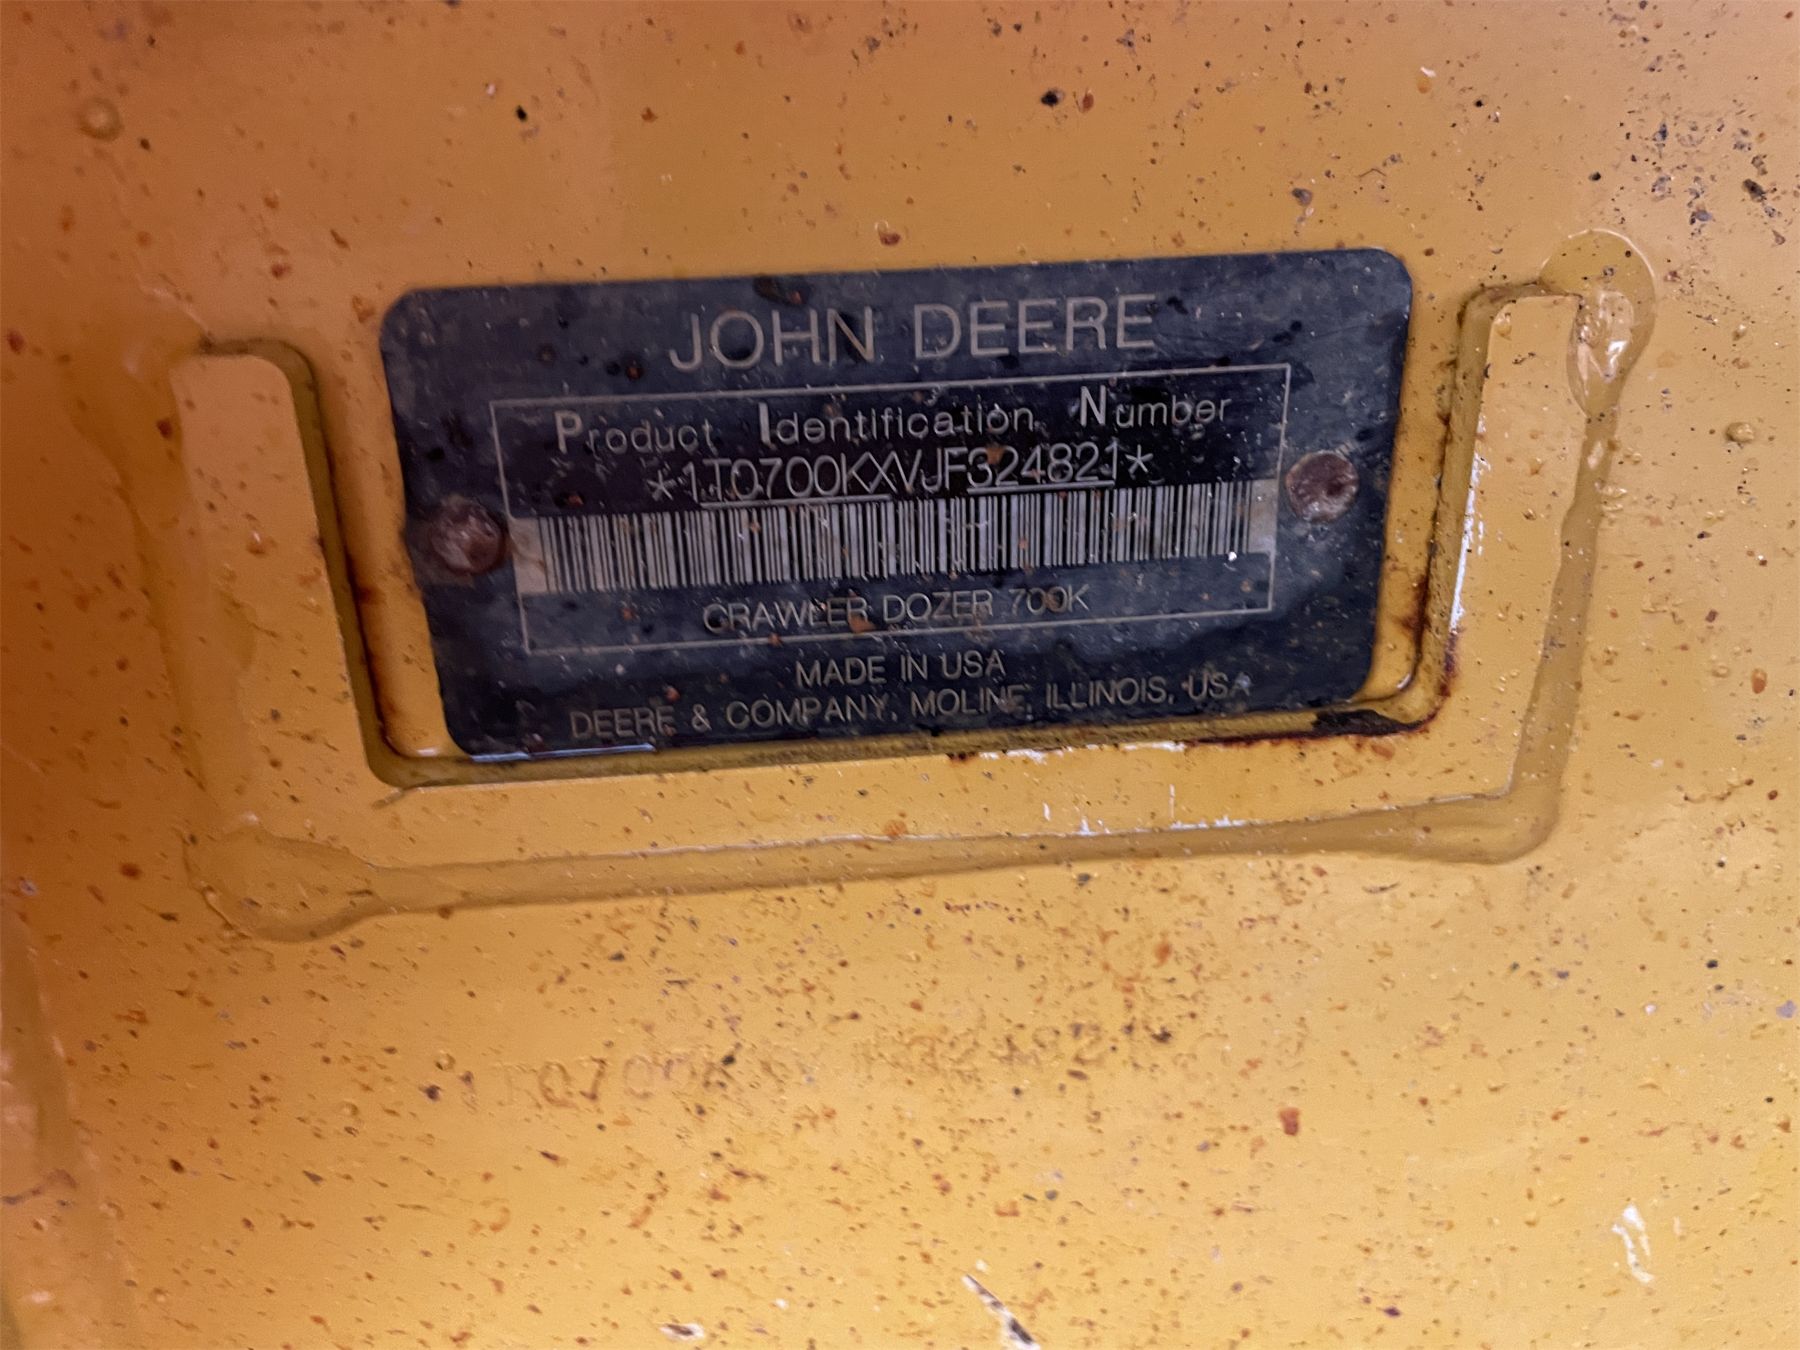 JOHN DEERE
Product Identification Number
*1T0700KXVJF324821*
CRAWLER DOZER 700K
MADE IN USA
DEERE & COMPANY, MOLINE, ILLINOIS, USA